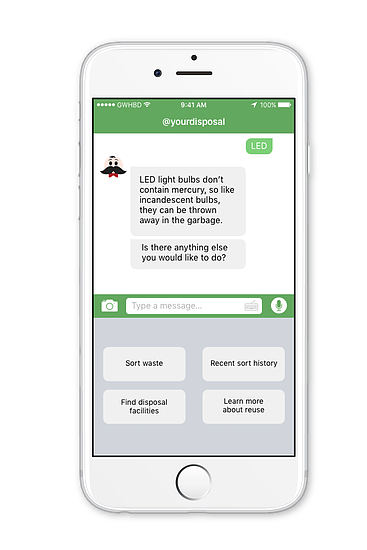 GWHBD 9:41 AM 100%
@yourdisposal
LED
LED light bulbs don't
contain mercury, so like
incandescent bulbs,
they can be thrown
away in the garbage.
Is there anything else
you would like to do?
Type a message...
Sort waste
Recent sort history
Find disposal
facilities
Learn more
about reuse